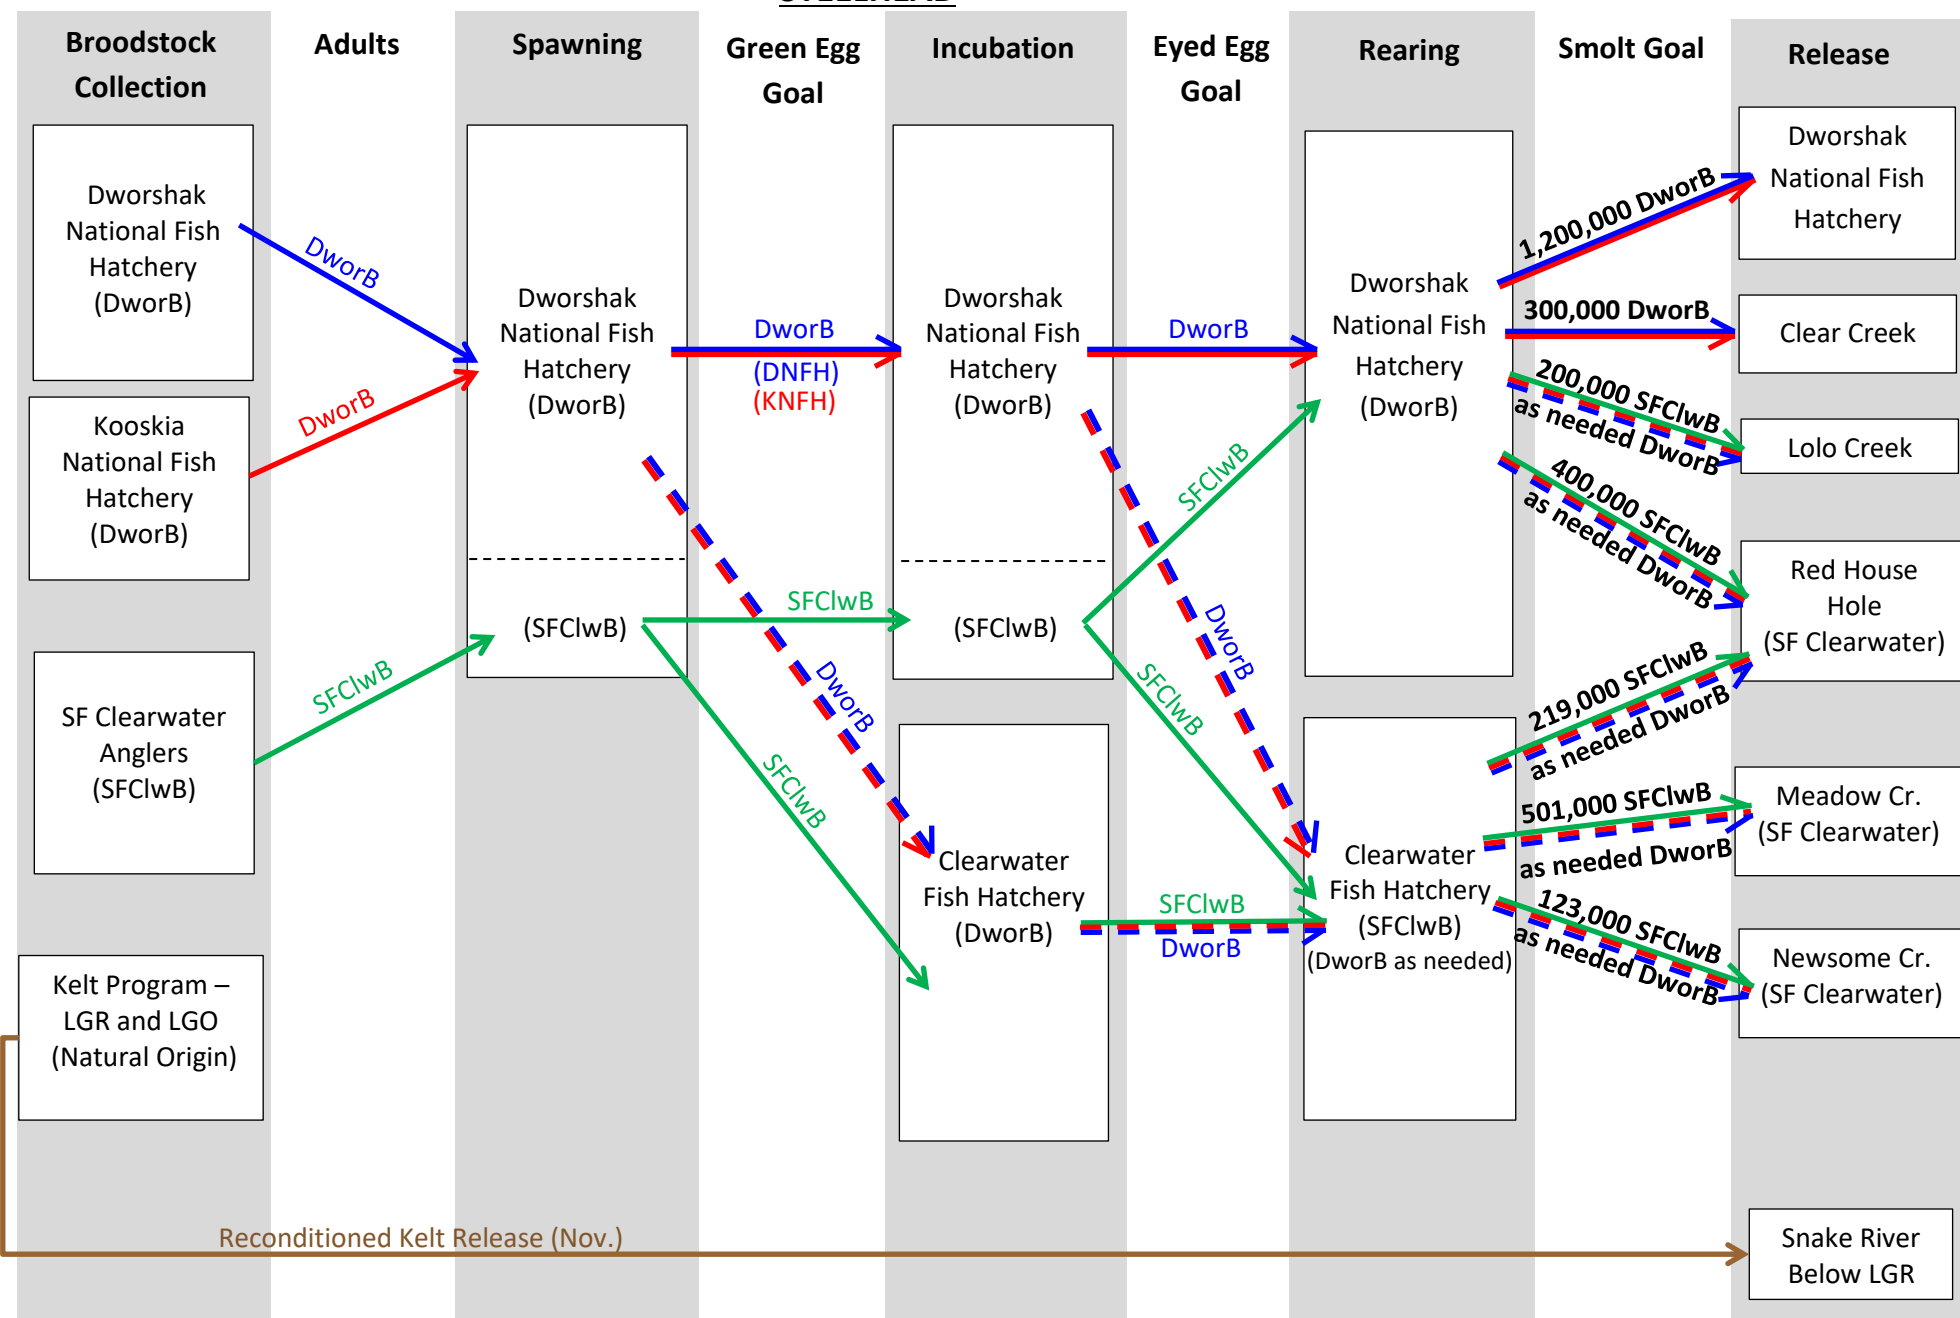 STEELHEAD
Broodstock
Collection
Adults
Spawning
Green Egg
Goal
Incubation
Eyed Egg
Goal
Rearing
Smolt Goal
Release
Dworshak
National Fish
Hatchery
(DworB)
Kooskia
National Fish
Hatchery
(DworB)
SF Clearwater
Anglers
(SFClwB)
Kelt Program –
LGR and LGO
(Natural Origin)
DworB
DworB
SFClwB
Dworshak
National Fish
Hatchery
(DworB)
(SFClwB)
DworB
(DNFH)
(KNFH)
SFClwB
DworB
SFClwB
Dworshak
National Fish
Hatchery
(DworB)
(SFClwB)
Clearwater
Fish Hatchery
(DworB)
DworB
SFClwB
DworB
SFClwB
SFClwB
DworB
Dworshak
National Fish
Hatchery
(DworB)
Clearwater
Fish Hatchery
(SFClwB)
(DworB as needed)
1,200,000 DworB
300,000 DworB
200,000 SFClwB
as needed DworB
400,000 SFClwB
as needed DworB
219,000 SFClwB
as needed DworB
501,000 SFClwB
as needed DworB
123,000 SFClwB
as needed DworB
Dworshak
National Fish
Hatchery
Clear Creek
Lolo Creek
Red House
Hole
(SF Clearwater)
Meadow Cr.
(SF Clearwater)
Newsome Cr.
(SF Clearwater)
Reconditioned Kelt Release (Nov.)
Snake River
Below LGR